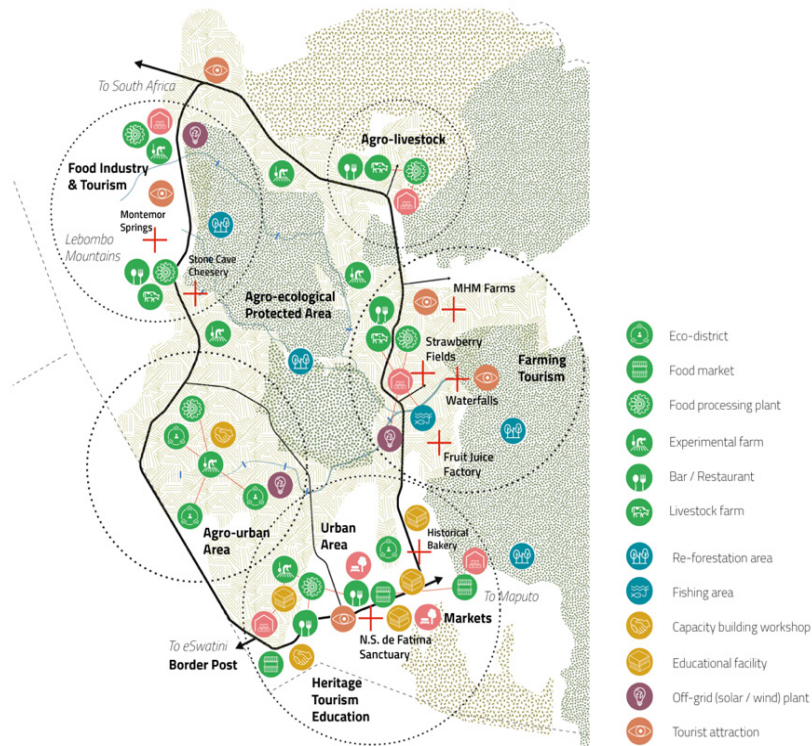 To South Africa
Agro-livestock
Food Industry
& Tourism
Montemor
Springs
Lebombo
Mountains
Stone Cave
Cheesery
Agro-ecological
Protected Area
MHM Farms
Strawberry
Fields
Farming
Tourism
Waterfalls
Fruit Juice
Factory
Agro-urban
Area
Urban
Area
Historical
Bakery
To Maputo
Markets
N.S. de Fatima
Sanctuary
To eSwatini
Border Post
Heritage
Tourism
Education
Eco-district
Food market
Food processing plant
Experimental farm
Bar / Restaurant
Livestock farm
Re-forestation area
Fishing area
Capacity building workshop
Educational facility
Off-grid (solar / wind) plant
Tourist attraction